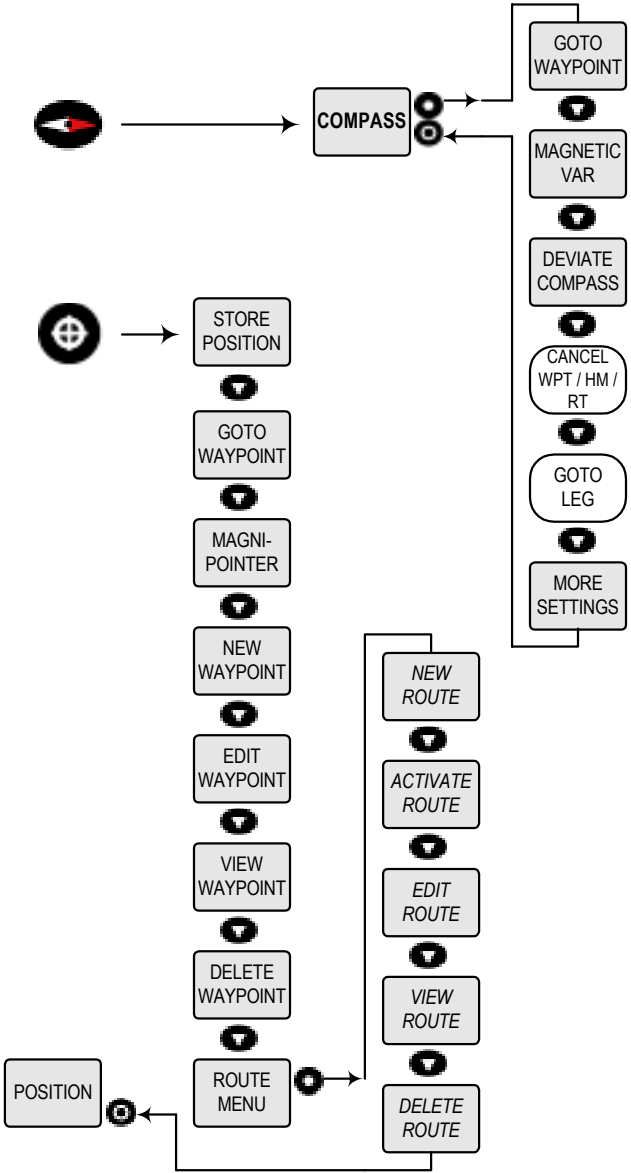 COMPASS
GOTO
WAYPOINT
MAGNETIC
VAR
DEVIATE
COMPASS
CANCEL
WPT / HM /
RT
GOTO
LEG
MORE
SETTINGS
STORE
POSITION
GOTO
WAYPOINT
MAGNI-
POINTER
NEW
WAYPOINT
EDIT
WAYPOINT
VIEW
WAYPOINT
DELETE
WAYPOINT
ROUTE
MENU
NEW
ROUTE
ACTIVATE
ROUTE
EDIT
ROUTE
VIEW
ROUTE
DELETE
ROUTE
POSITION